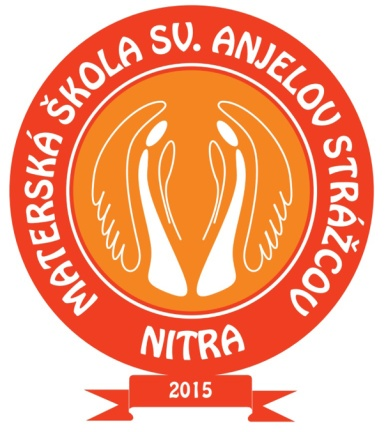 MATERSKÁ ŠKOLA SV. ANJELOV STRÁŽCOV
NITRA
2015